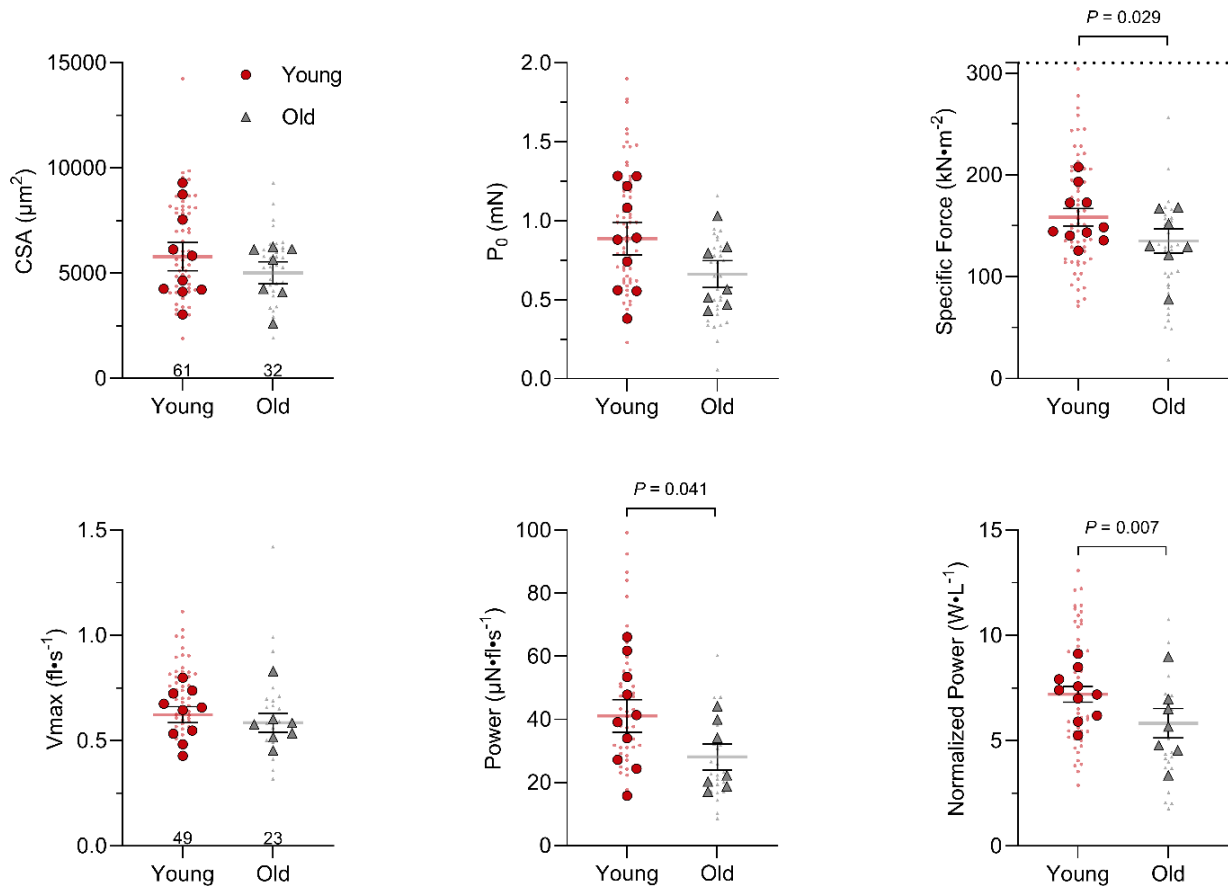 P = 0.029
CSA (µm²)
15000
10000
5000
0
Young
Old
61
32
Young
Old
P₀ (mN)
2.0
1.5
1.0
0.5
0.0
Young
Old
Specific Force (kN•m⁻²)
300
200
100
0
Young
Old
Vmax (fl•s⁻¹)
1.5
1.0
0.5
0.0
49
23
Young
Old
P = 0.041
Power (µN•fl•s⁻¹)
100
80
60
40
20
0
Young
Old
P = 0.007
Normalized Power (W•L⁻¹)
15
10
5
0
Young
Old